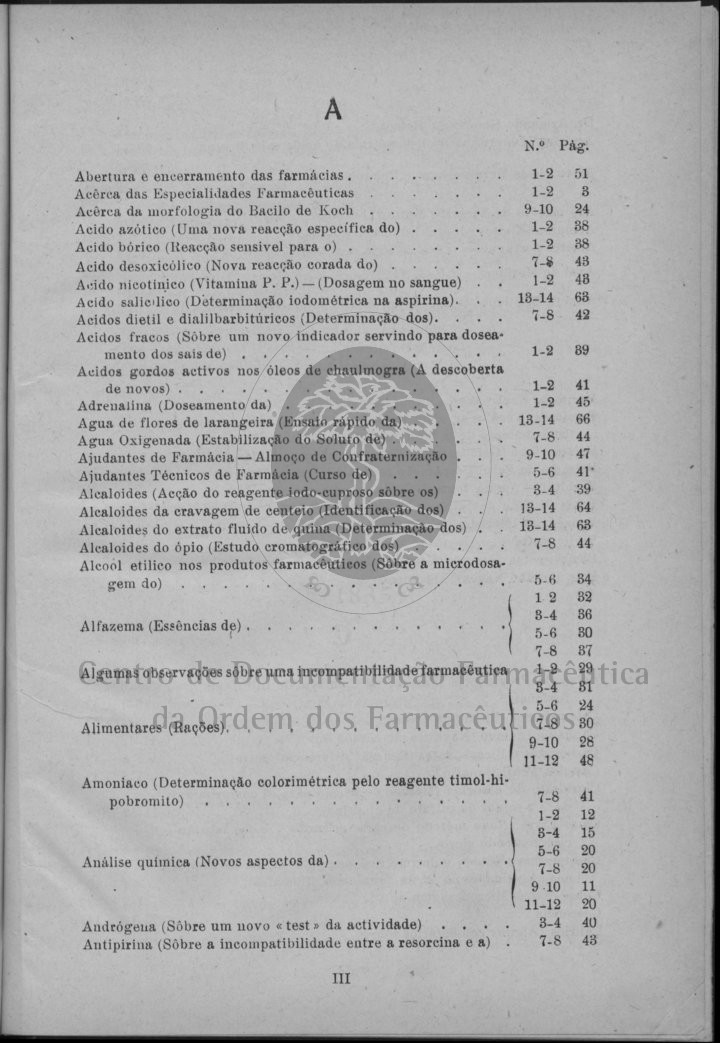 A
N.º Pàg.
Abertura e encerramento das farmácias . . . . . . . 1-2 51
Acêrca das Especialidades Farmacêuticas . . . . . . 1-2 3
Acêrca da morfologia do Bacilo de Koch . . . . . . 9-10 24
Acido azótico (Uma nova reacção específica do) . . . . . 1-2 38
Acido bórico (Reacção sensivel para o) . . . . . . . 1-2 38
Acido desoxicólico (Nova reacção corada do) . . . . . . 7-8 43
Acido nicotinico (Vitamina P. P.) — (Dosagem no sangue) . . 1-2 43
Acido salicilico (Determinação iodométrica na aspirina) . . . 13-14 63
Acidos dietil e dialilbarbitúricos (Determinação dos) . . . . 7-8 42
Acidos fracos (Sôbre um novo indicador servindo para dosea-
mento dos sais de) . . . . . . . . . . . . 1-2 39
Acidos gordos activos nos óleos de chaulmogra (A descoberta
de novos) . . . . . . . . . . . . . . 1-2 41
Adrenalina (Doseamento da) . . . . . . . . . . 1-2 45
Agua de flores de larangeira (Ensaio rápido da) . . . . . 13-14 66
Agua Oxigenada (Estabilização do Soluto de) . . . . . . 7-8 44
Ajudantes de Farmácia — Almoço de Confraternização . . . 9-10 47
Ajudantes Técnicos de Farmácia (Curso de) . . . . . . 5-6 41
Alcaloides (Acção do reagente iodo-cuproso sôbre os) . . . 3-4 39
Alcaloides da cravagem de centeio (Identificação dos) . . . 13-14 64
Alcaloides do extrato fluido de quina (Determinação dos) . . 13-14 63
Alcaloides do ópio (Estudo cromatográfico dos) . . . . . 7-8 44
Alcoól etilico nos produtos farmacêuticos (Sôbre a microdosa-
gem do) . . . . . . . . . . . . . . 5-6 34
1 2 32
3-4 36
Alfazema (Essências de) . . . . . . . . . . . 5-6 30
7-8 37
Algumas observações sôbre uma incompatibilidade farmacêutica 1-2 29
Centro de Documentação Farmacêutica
3-4 31
5-6 24
Alimentares (Rações) . . . . . . . . . . . 7-8 30
da Ordem dos Farmacêuticos
9-10 28
11-12 48
Amoniaco (Determinação colorimétrica pelo reagente timol-hi-
pobromito) . . . . . . . . . . . . . 7-8 41
1-2 12
3-4 15
5-6 20
Análise química (Novos aspectos da) . . . . . . . . 7-8 20
9 10 11
11-12 20
Andrógena (Sôbre um novo «test» da actividade) . . . . 3-4 40
Antipirina (Sôbre a incompatibilidade entre a resorcina e a) . 7-8 43
III